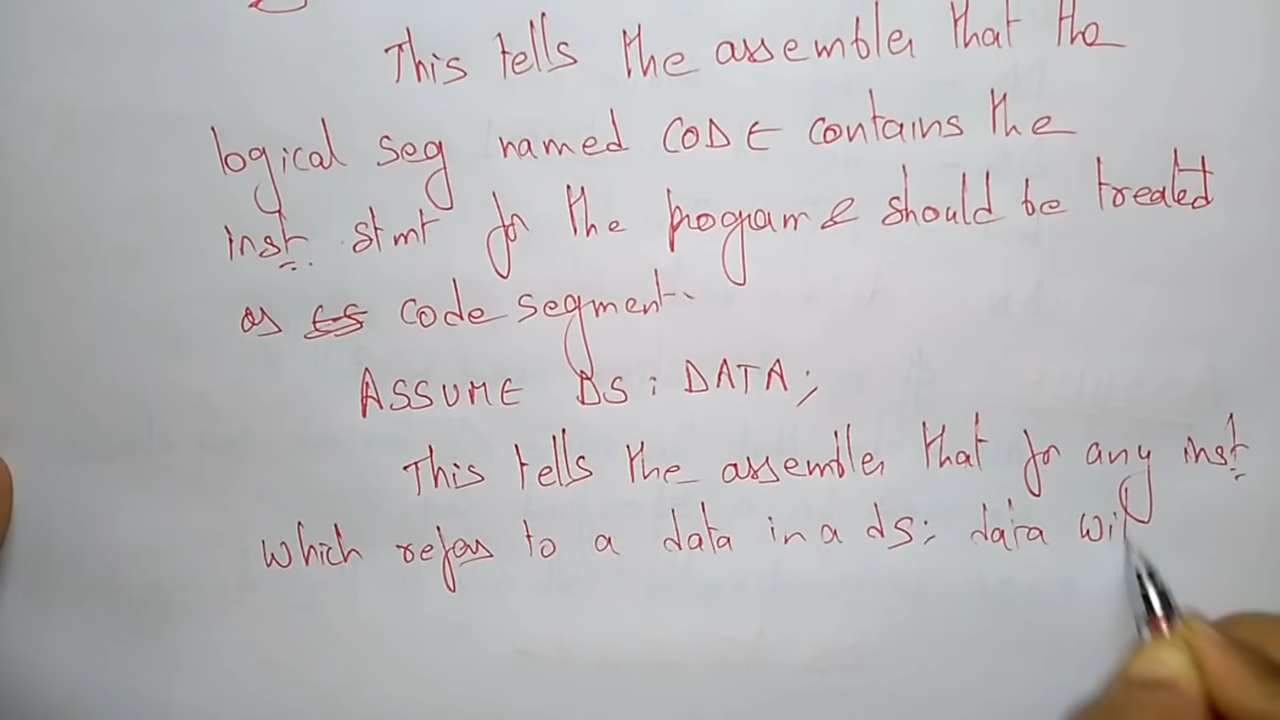 This tells the assembler that the
logical seg named CODE contains the
inst. stmt for the program & should be treated
as code segment.
ASSUME DS: DATA;
This tells the assembler that for any inst
which refers to a data in a ds; data wil